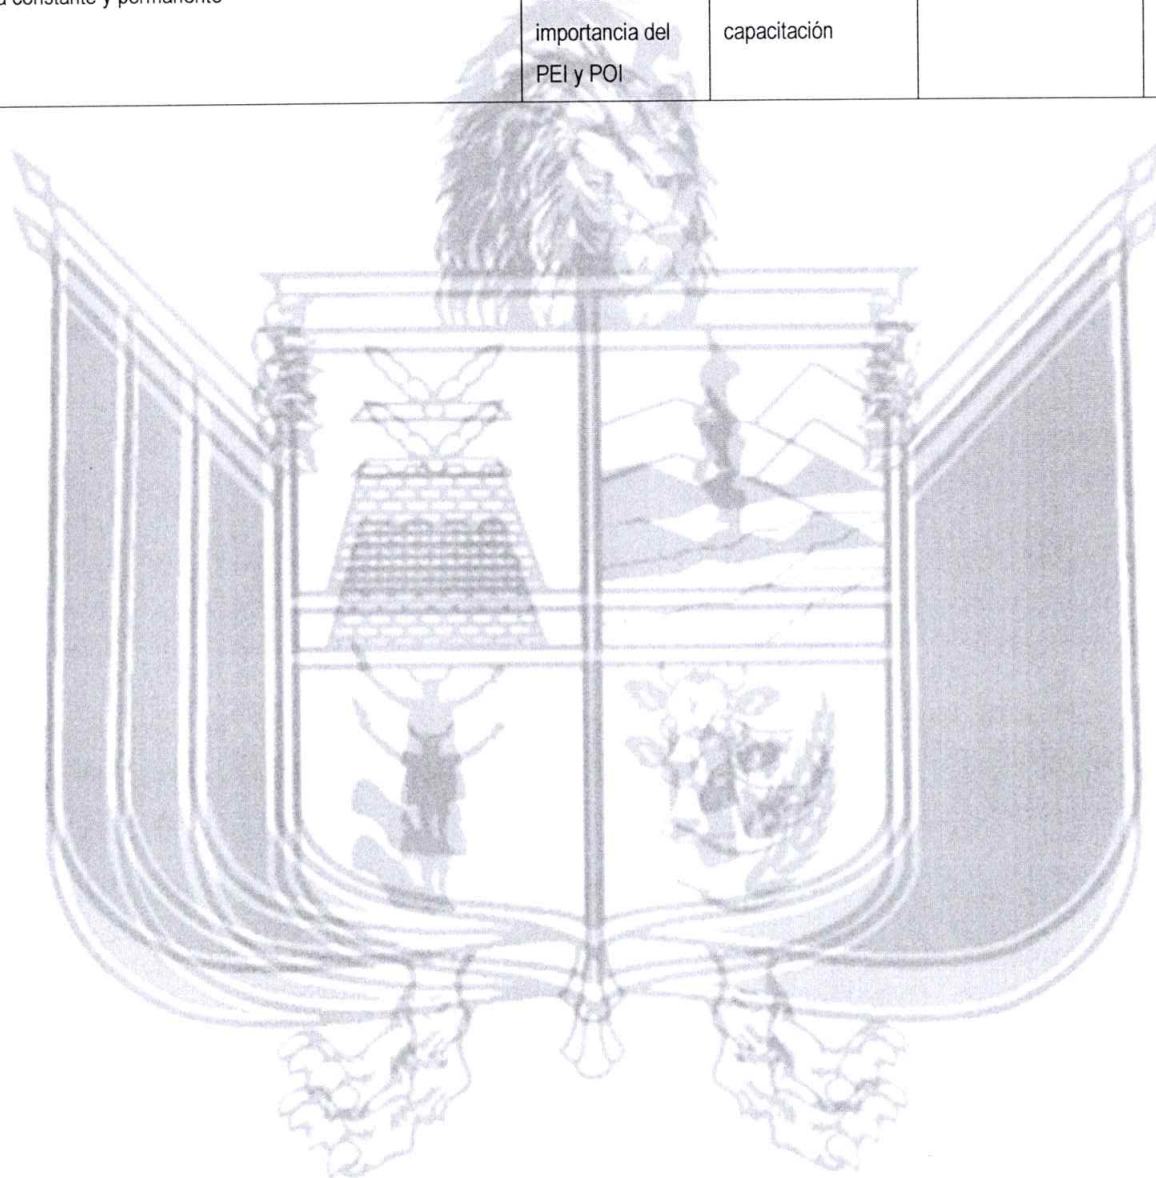 constante y permanente
importancia del
PEI y POI
capacitación